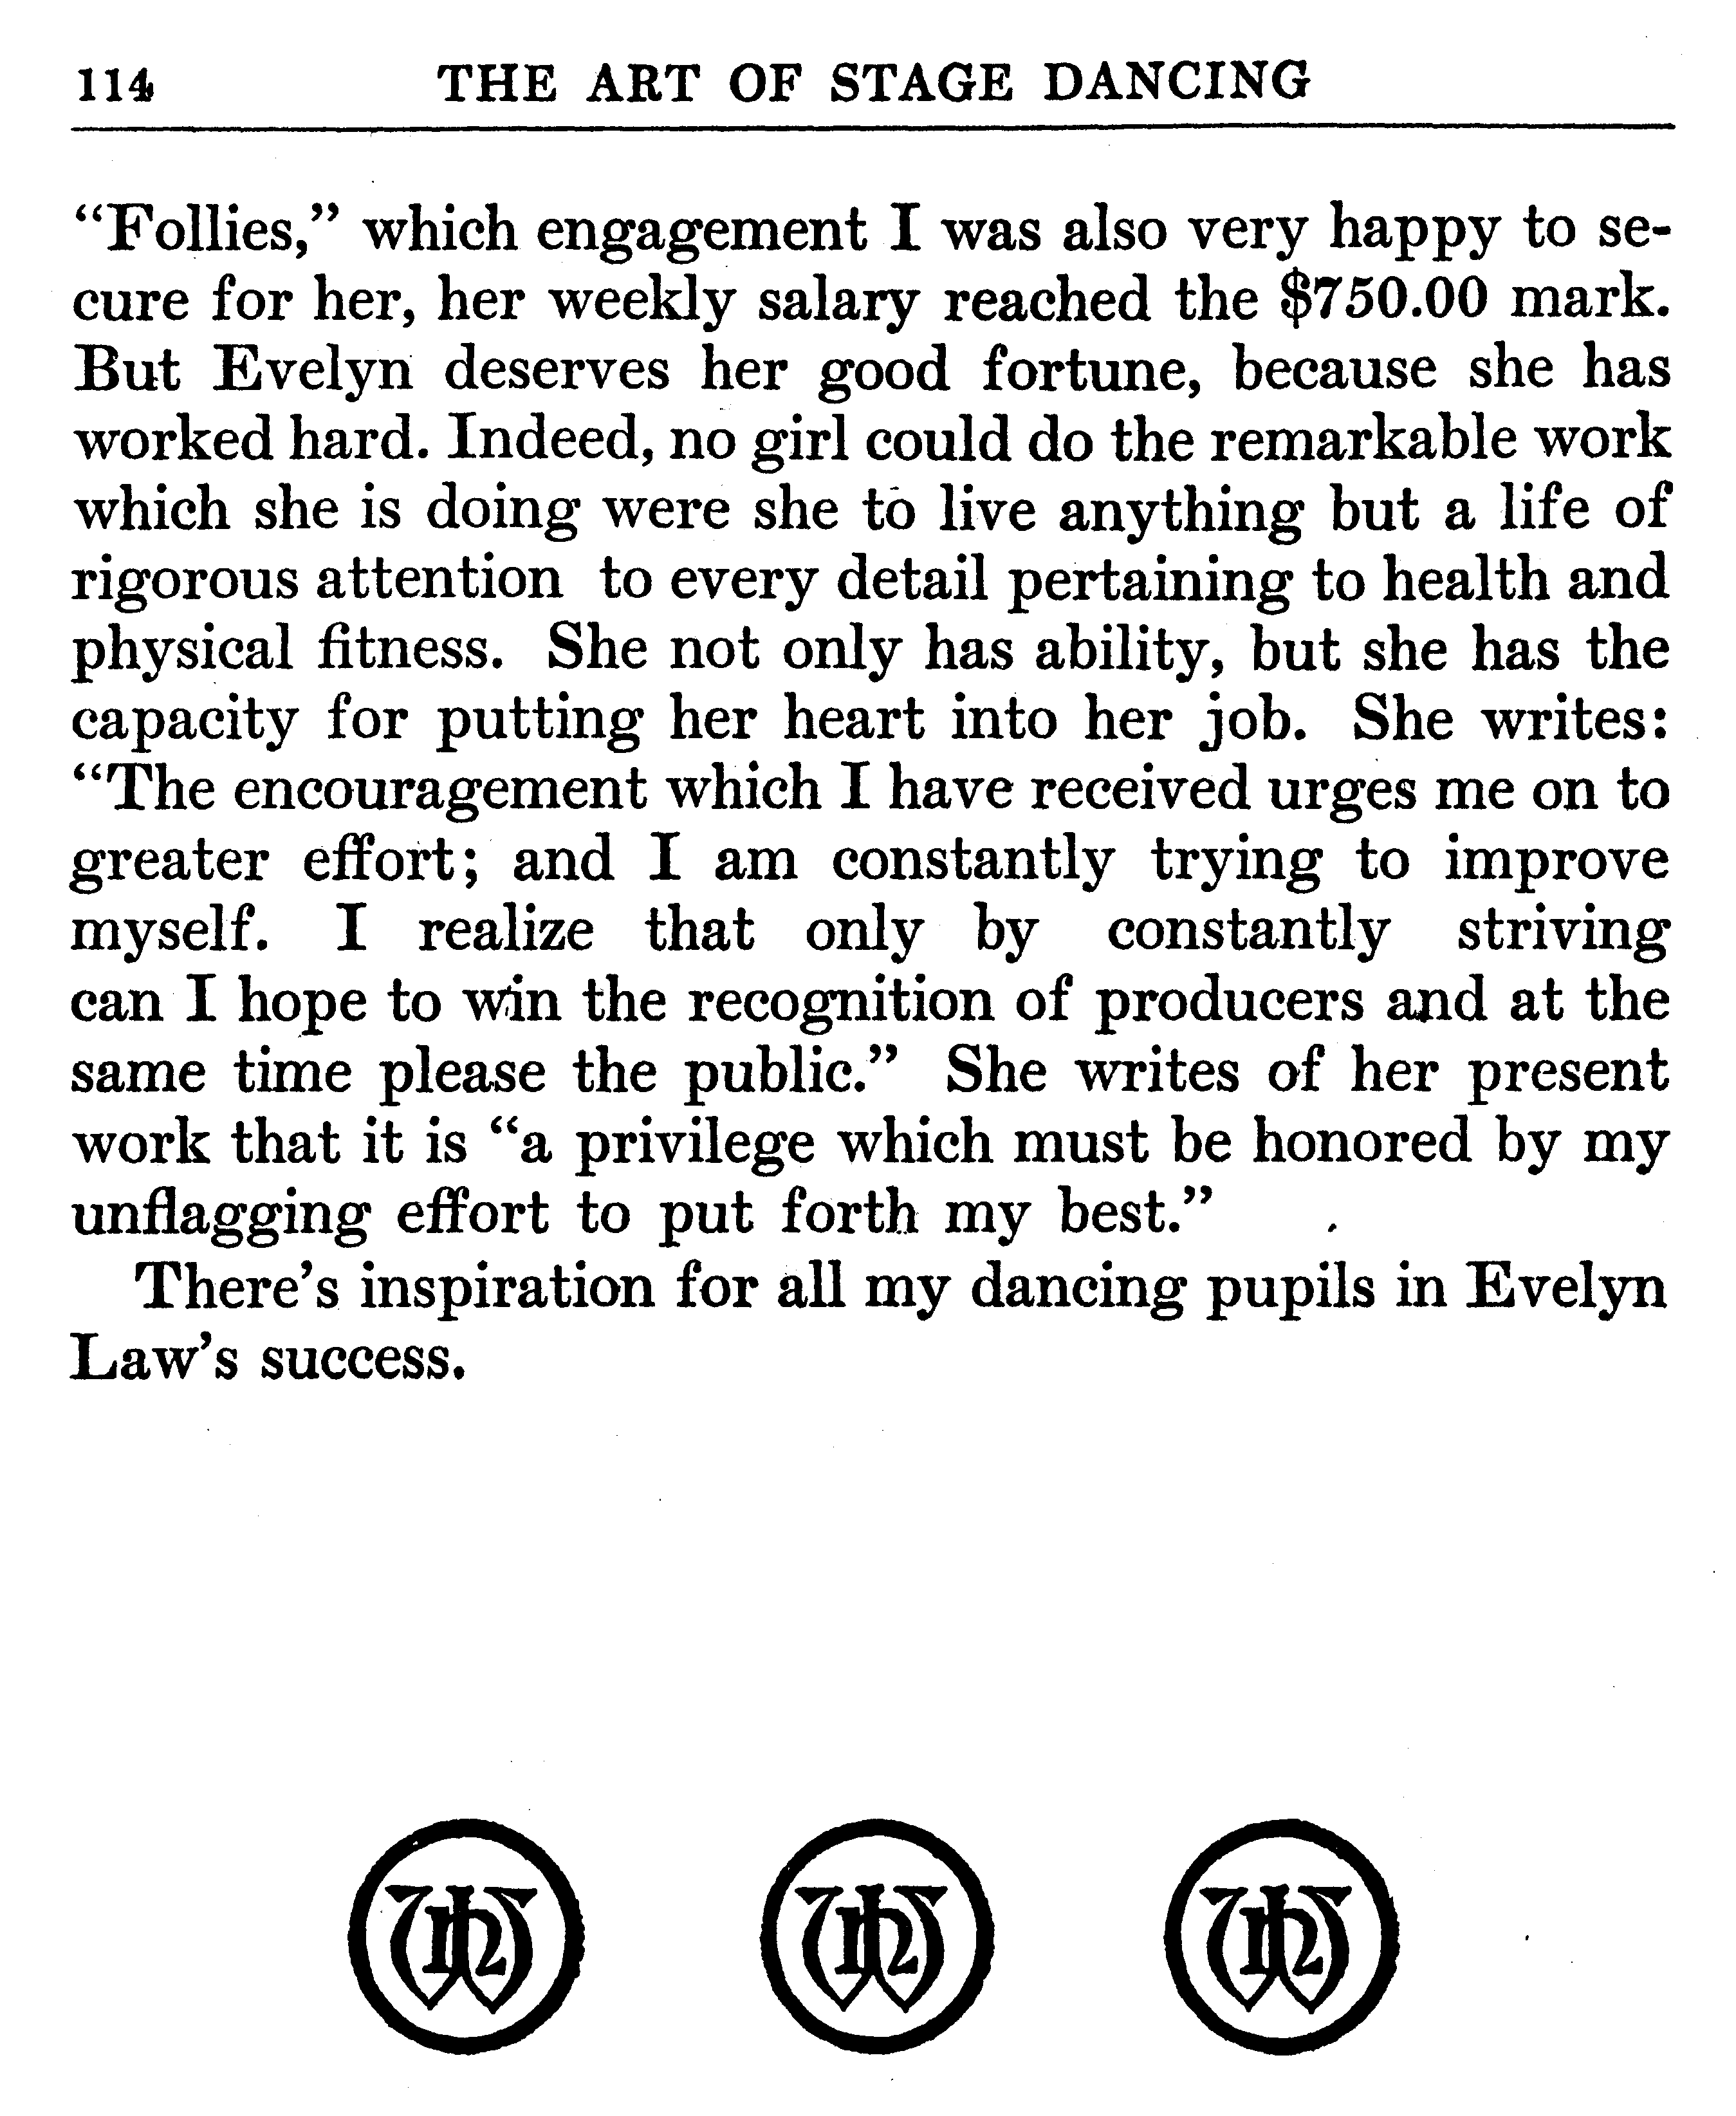 114 THE ART OF STAGE DANCING
“Follies,” which engagement I was also very happy to se-
cure for her, her weekly salary reached the $750.00 mark.
But Evelyn deserves her good fortune, because she has
worked hard. Indeed, no girl could do the remarkable work
which she is doing were she to live anything but a life of
rigorous attention to every detail pertaining to health and
physical fitness. She not only has ability, but she has the
capacity for putting her heart into her job. She writes:
“The encouragement which I have received urges me on to
greater effort; and I am constantly trying to improve
myself. I realize that only by constantly striving
can I hope to win the recognition of producers and at the
same time please the public.” She writes of her present
work that it is “a privilege which must be honored by my
unflagging effort to put forth my best.”
There’s inspiration for all my dancing pupils in Evelyn
Law’s success.